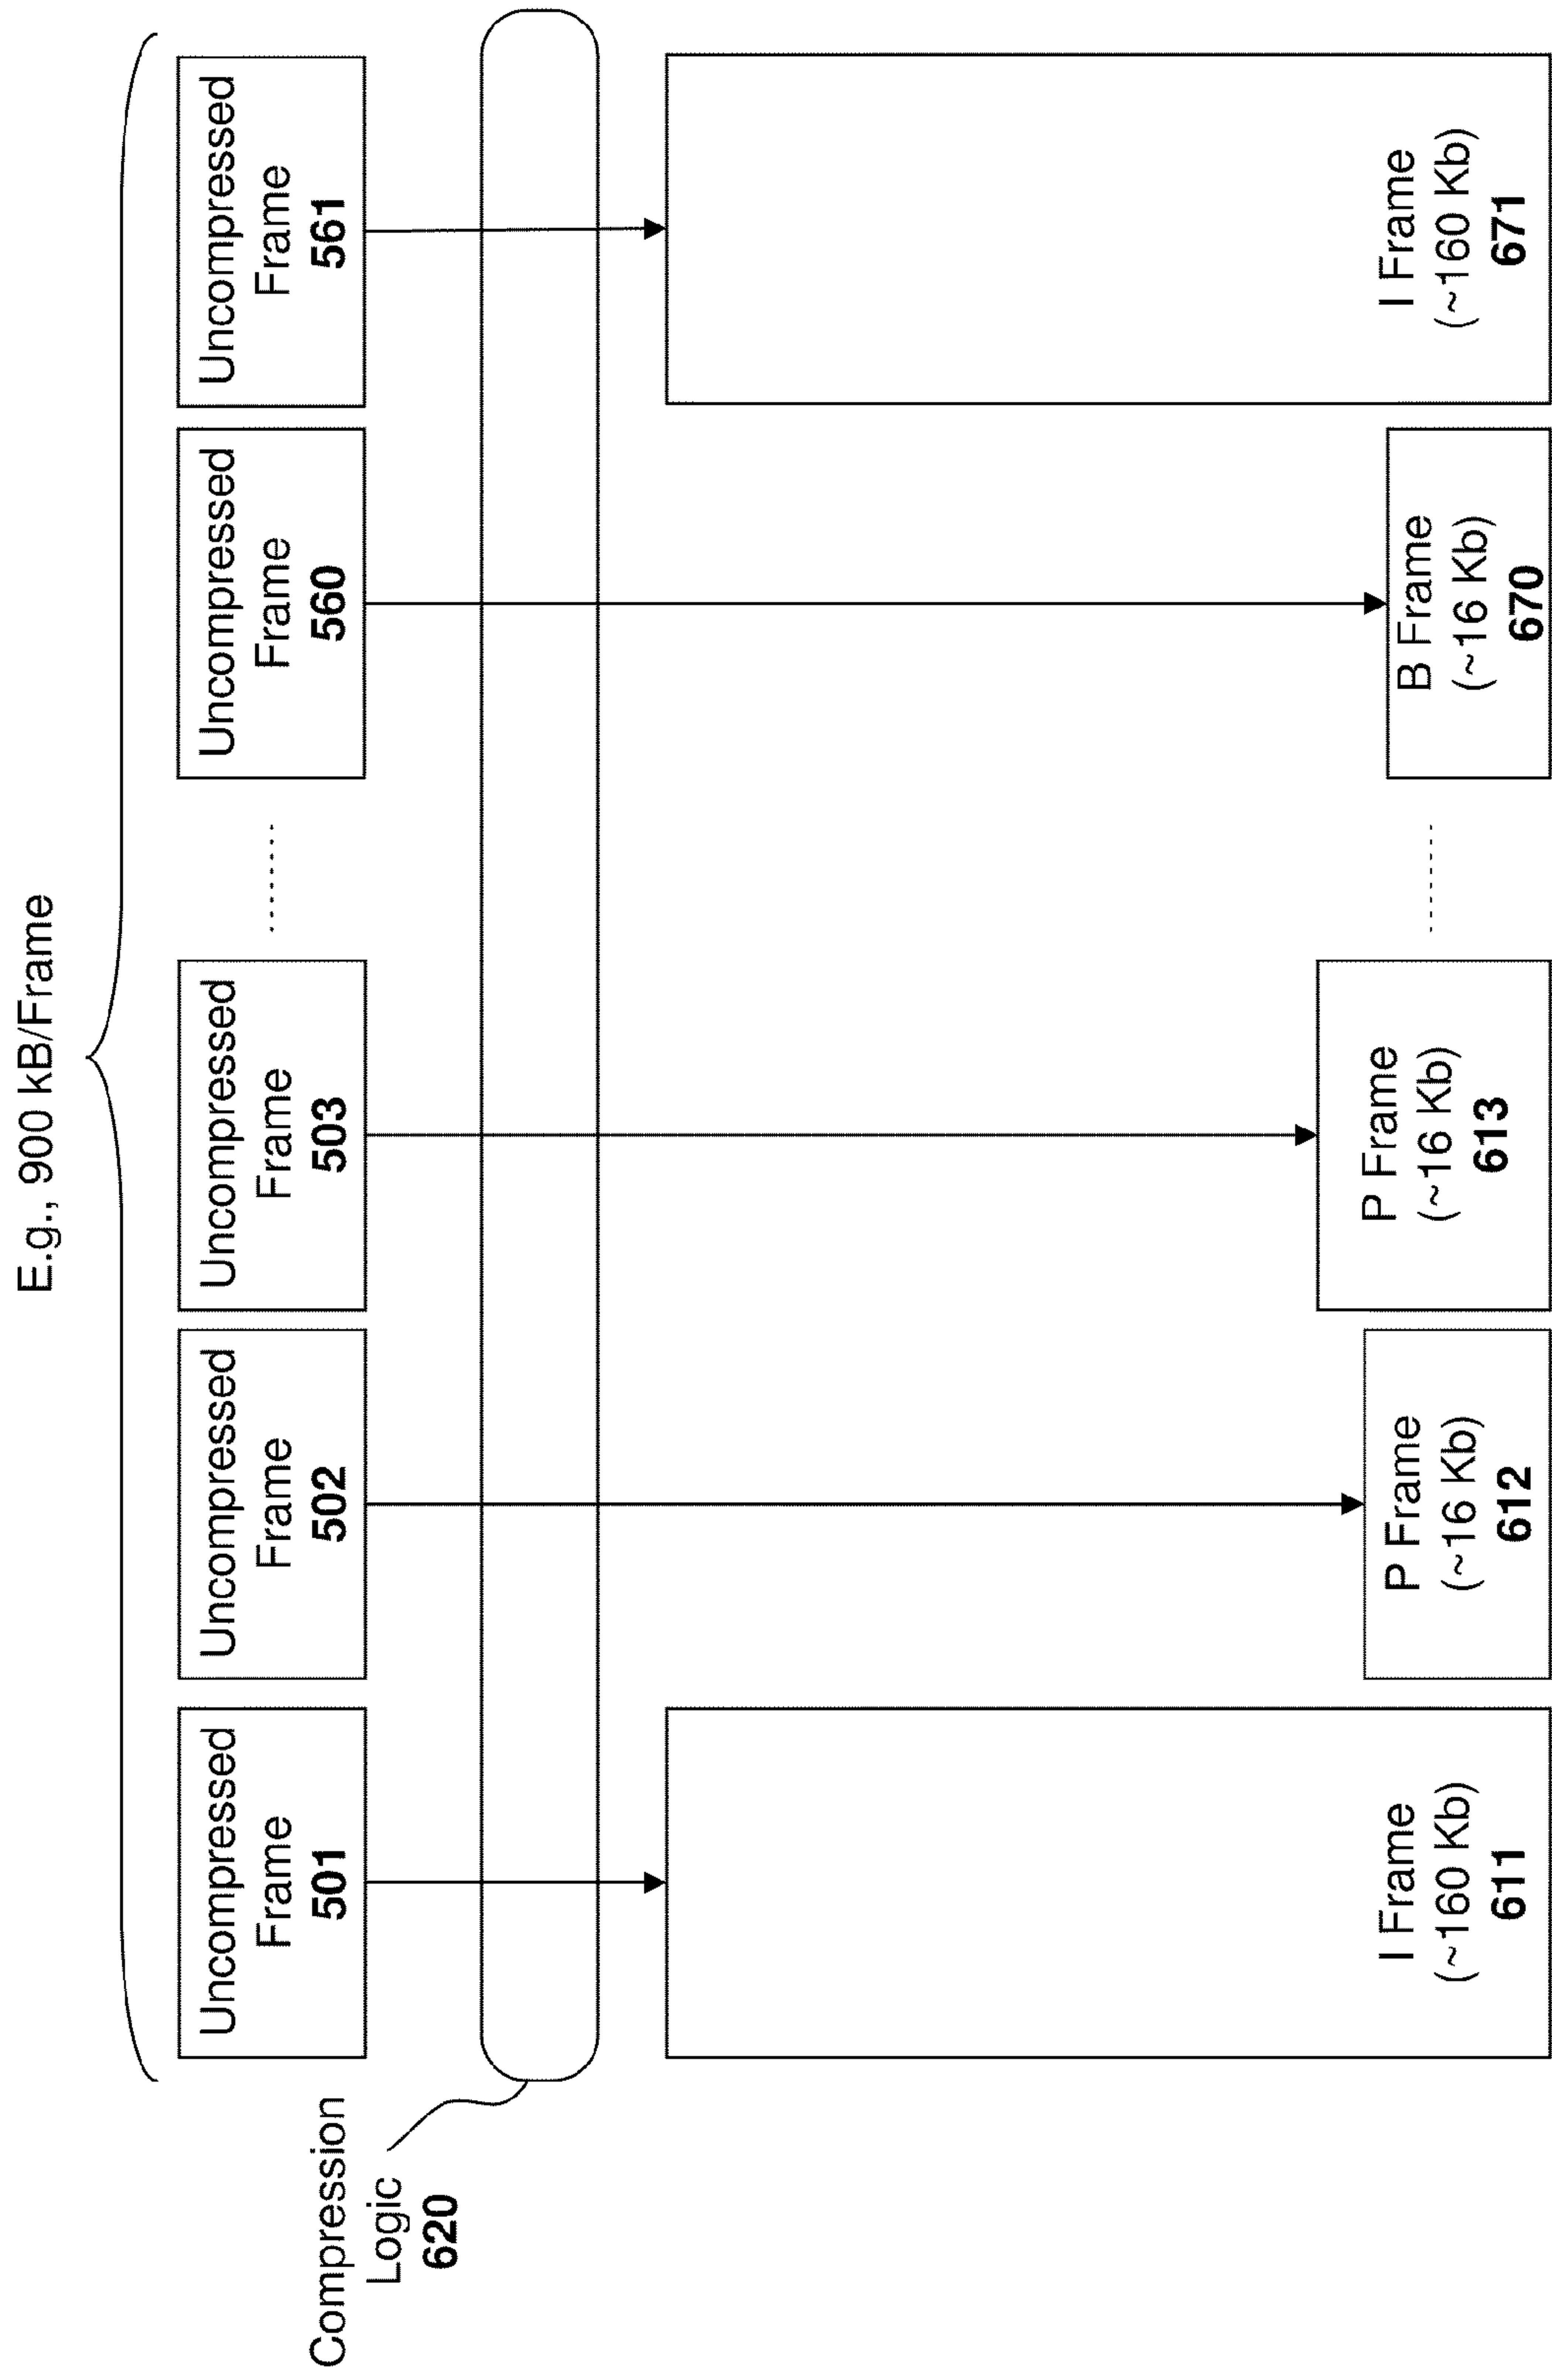 E.g., 900 kB/Frame
Uncompressed
Frame
501
Uncompressed
Frame
502
Uncompressed
Frame
503
Uncompressed
Frame
560
Uncompressed
Frame
561
Compression
Logic
620
I Frame
(~160 Kb)
611
P Frame
(~16 Kb)
612
P Frame
(~16 Kb)
613
B Frame
(~16 Kb)
670
I Frame
(~160 Kb)
671